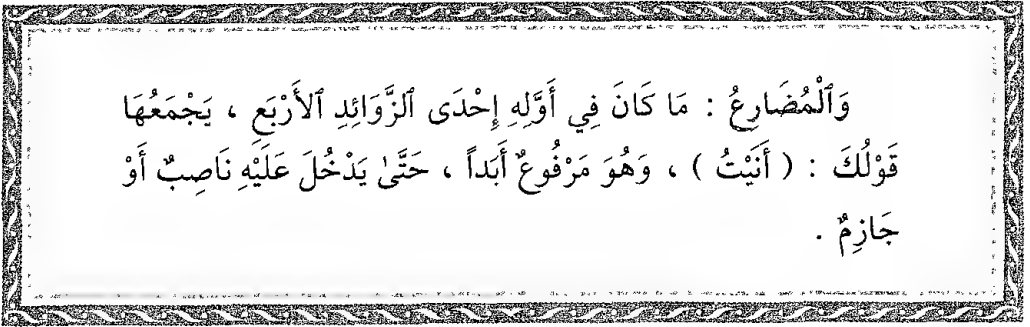 وَٱلْمُضَارِعُ : مَا كَانَ فِي أَوَّلِهِ إِحْدَى ٱلزَّوَائِدِ ٱلأَرْبَعِ ، يَجْمَعُهَا
قَوْلُكَ : ( أَنَيْتُ ) ، وَهُوَ مَرْفُوعٌ أَبَداً ، حَتَّىٰ يَدْخُلَ عَلَيْهِ نَاصِبٌ أَوْ
جَازِمٌ .